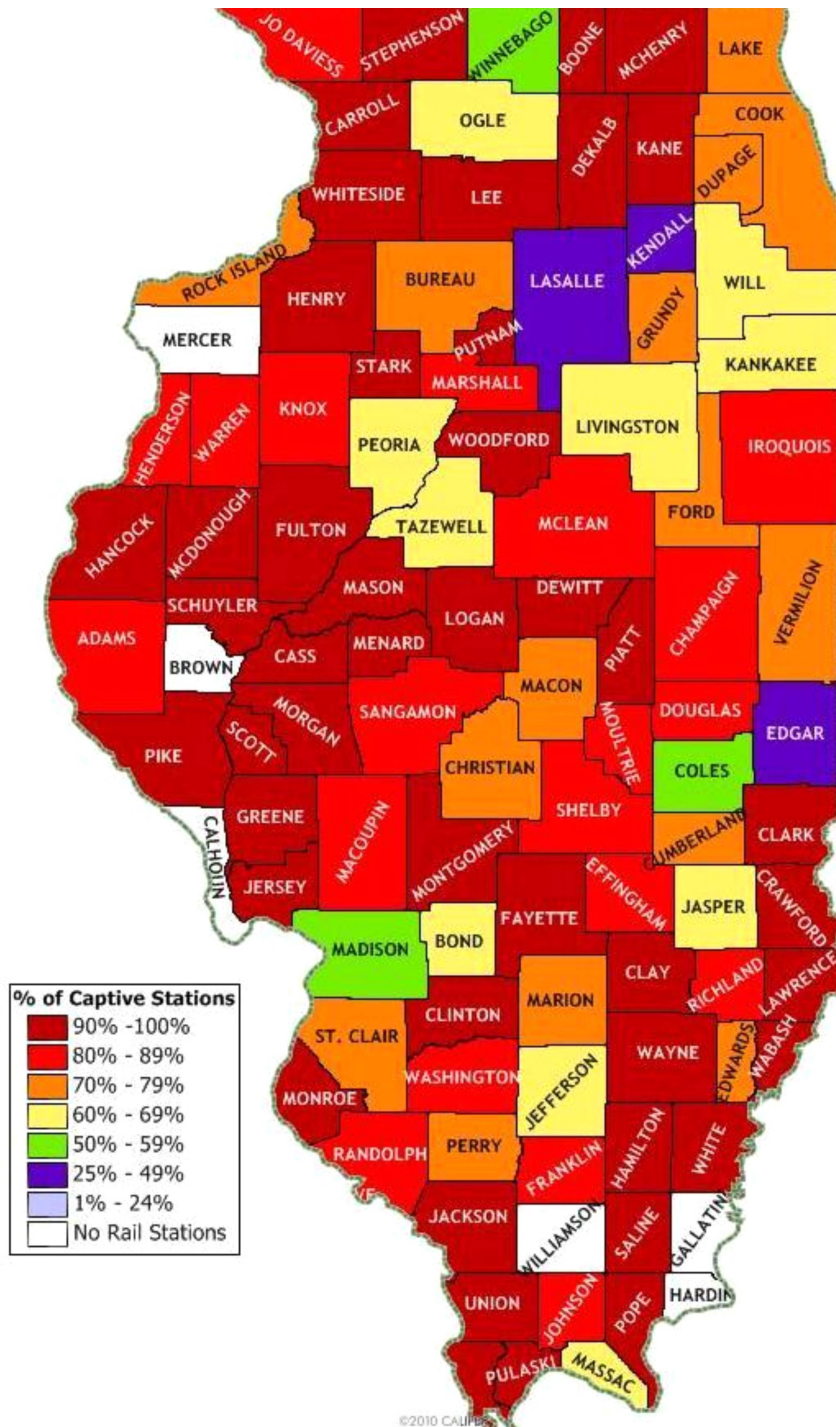 JO DAVIESS
STEPHENSON
WINNEBAGO
BOONE
MCHENRY
LAKE
CARROLL
OGLE
DEKALB
KANE
COOK
DUPAGE
WHITESIDE
LEE
KENDALL
ROCK ISLAND
HENRY
BUREAU
LASALLE
GRUNDY
WILL
MERCER
PUTNAM
STARK
MARSHALL
KANKAKEE
HENDERSON
WARREN
KNOX
PEORIA
WOODFORD
LIVINGSTON
IROQUOIS
HANCOCK
MCDONOUGH
FULTON
TAZEWELL
MCLEAN
FORD
SCHUYLER
MASON
LOGAN
DEWITT
CHAMPAIGN
VERMILION
ADAMS
BROWN
CASS
MENARD
PIATT
PIKE
SCOTT
MORGAN
SANGAMON
MACON
MOULTRIE
DOUGLAS
EDGAR
CHRISTIAN
COLES
CALHOUN
GREENE
MACOUPIN
MONTGOMERY
SHELBY
CUMBERLAND
CLARK
JERSEY
FAYETTE
EFFINGHAM
JASPER
CRAWFORD
MADISON
BOND
CLAY
RICHLAND
LAWRENCE
% of Captive Stations
90% -100%
80% - 89%
70% - 79%
60% - 69%
50% - 59%
25% - 49%
1% - 24%
No Rail Stations
ST. CLAIR
CLINTON
MARION
WAYNE
EDWARDS
WABASH
MONROE
WASHINGTON
JEFFERSON
RANDOLPH
PERRY
FRANKLIN
HAMILTON
WHITE
JACKSON
WILLIAMSON
SALINE
GALLATIN
UNION
JOHNSON
POPE
HARDIN
PULASKI
MASSAC
©2010